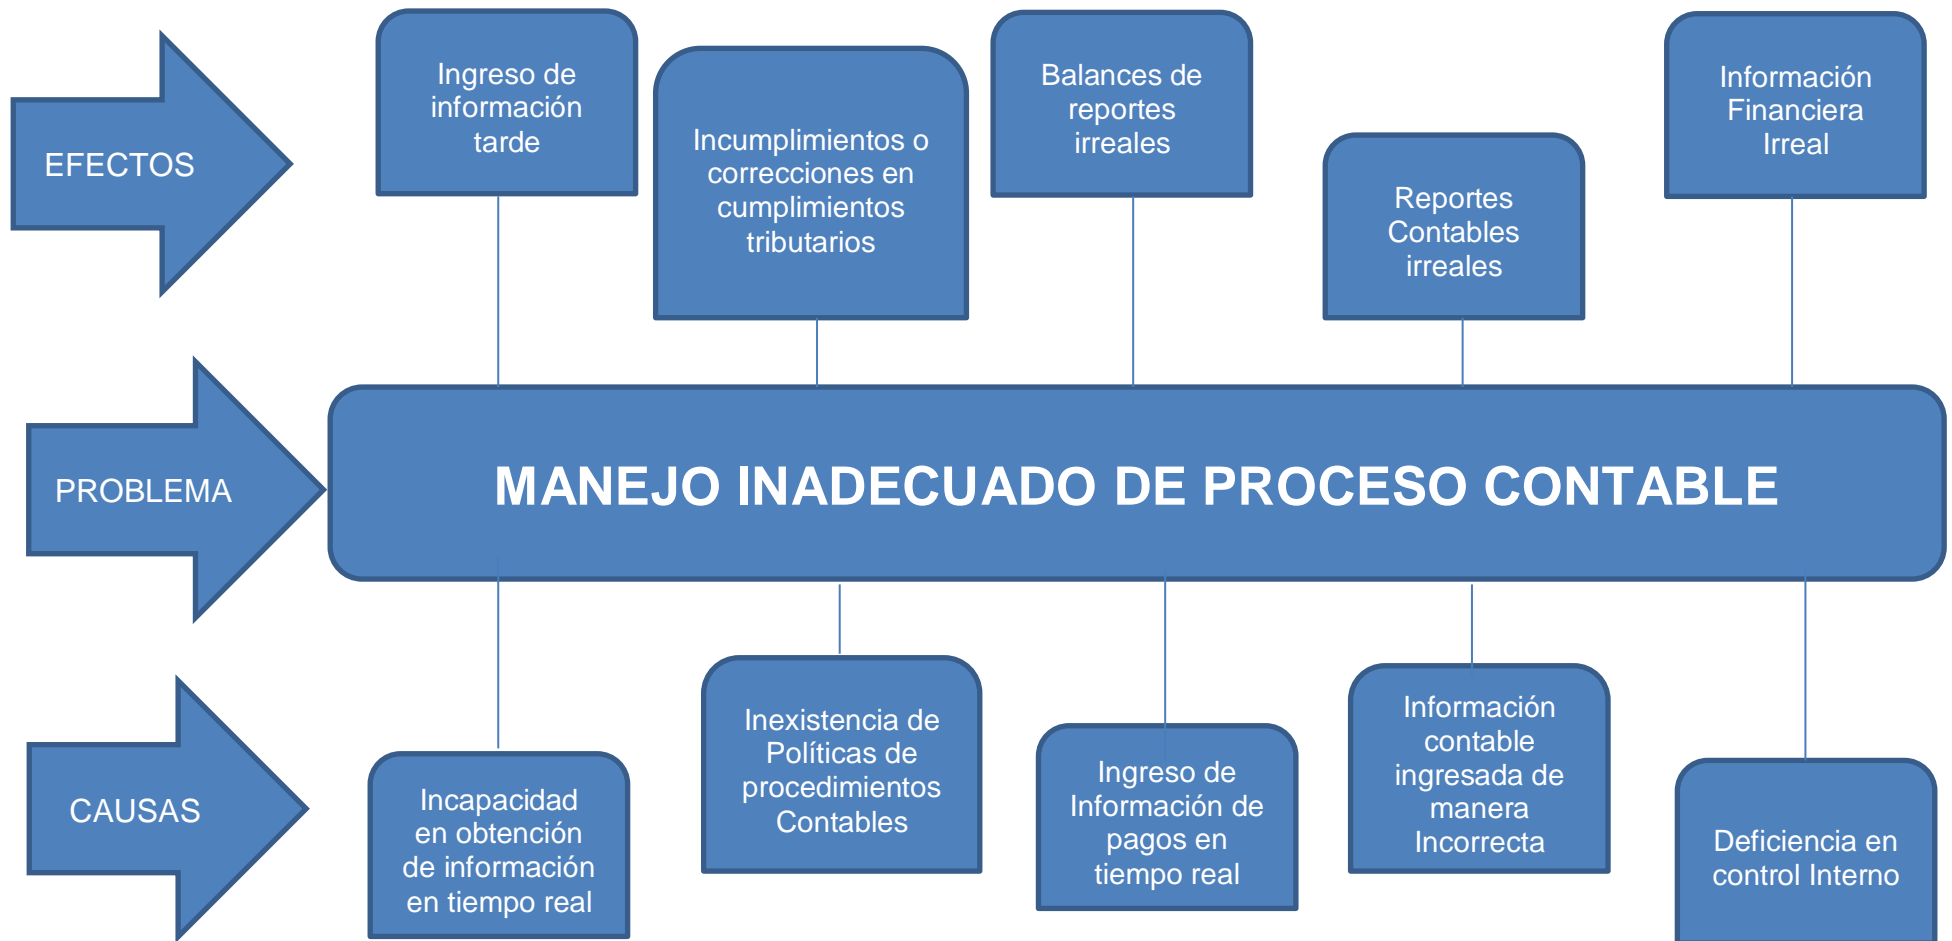 EFECTOS
Ingreso de
información
tarde
Incumplimientos o
correcciones en
cumplimientos
tributarios
Balances de
reportes
irreales
Reportes
Contables
irreales
Información
Financiera
Irreal
PROBLEMA
MANEJO INADECUADO DE PROCESO CONTABLE
CAUSAS
Incapacidad
en obtención
de información
en tiempo real
Inexistencia de
Políticas de
procedimientos
Contables
Ingreso de
Información de
pagos en
tiempo real
Información
contable
ingresada de
manera
Incorrecta
Deficiencia en
control Interno